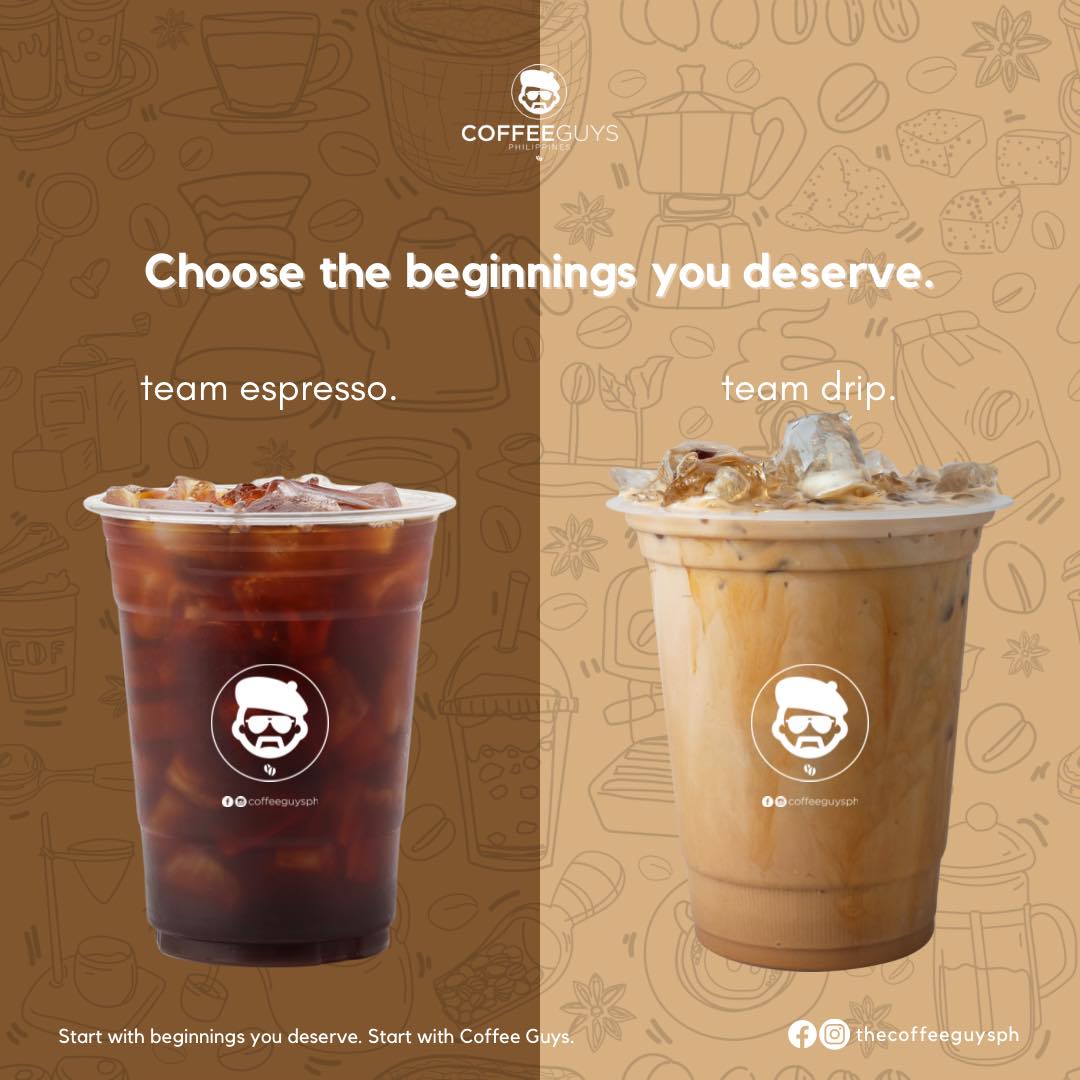 COFFEEGUYS
PHILIPPINES
Choose the beginnings you deserve.
team espresso.
team drip.
COF
coffeeguysph
coffeeguysph
Start with beginnings you deserve. Start with Coffee Guys.
thecoffeeguysph